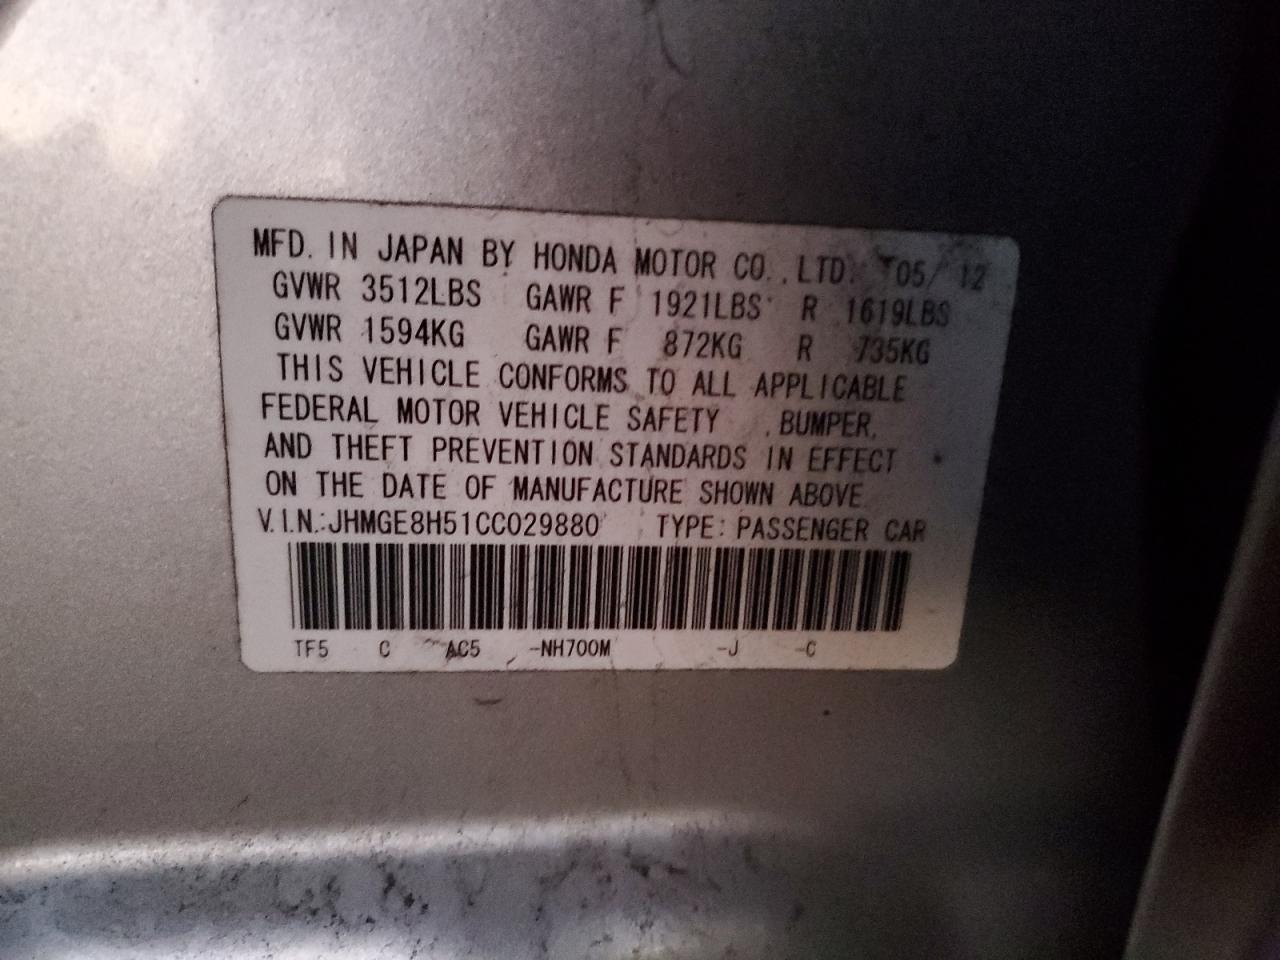 MFD. IN JAPAN BY HONDA MOTOR CO., LTD. 05/ 12
GVWR 3512LBS GAWR F 1921LBS R 1619LBS
GVWR 1594KG GAWR F 872KG R 735KG
THIS VEHICLE CONFORMS TO ALL APPLICABLE
FEDERAL MOTOR VEHICLE SAFETY , BUMPER,
AND THEFT PREVENTION STANDARDS IN EFFECT
ON THE DATE OF MANUFACTURE SHOWN ABOVE.
V.I.N.:JHMGE8H51CC029880 TYPE: PASSENGER CAR
TF5 C AC5 -NH700M -J -C